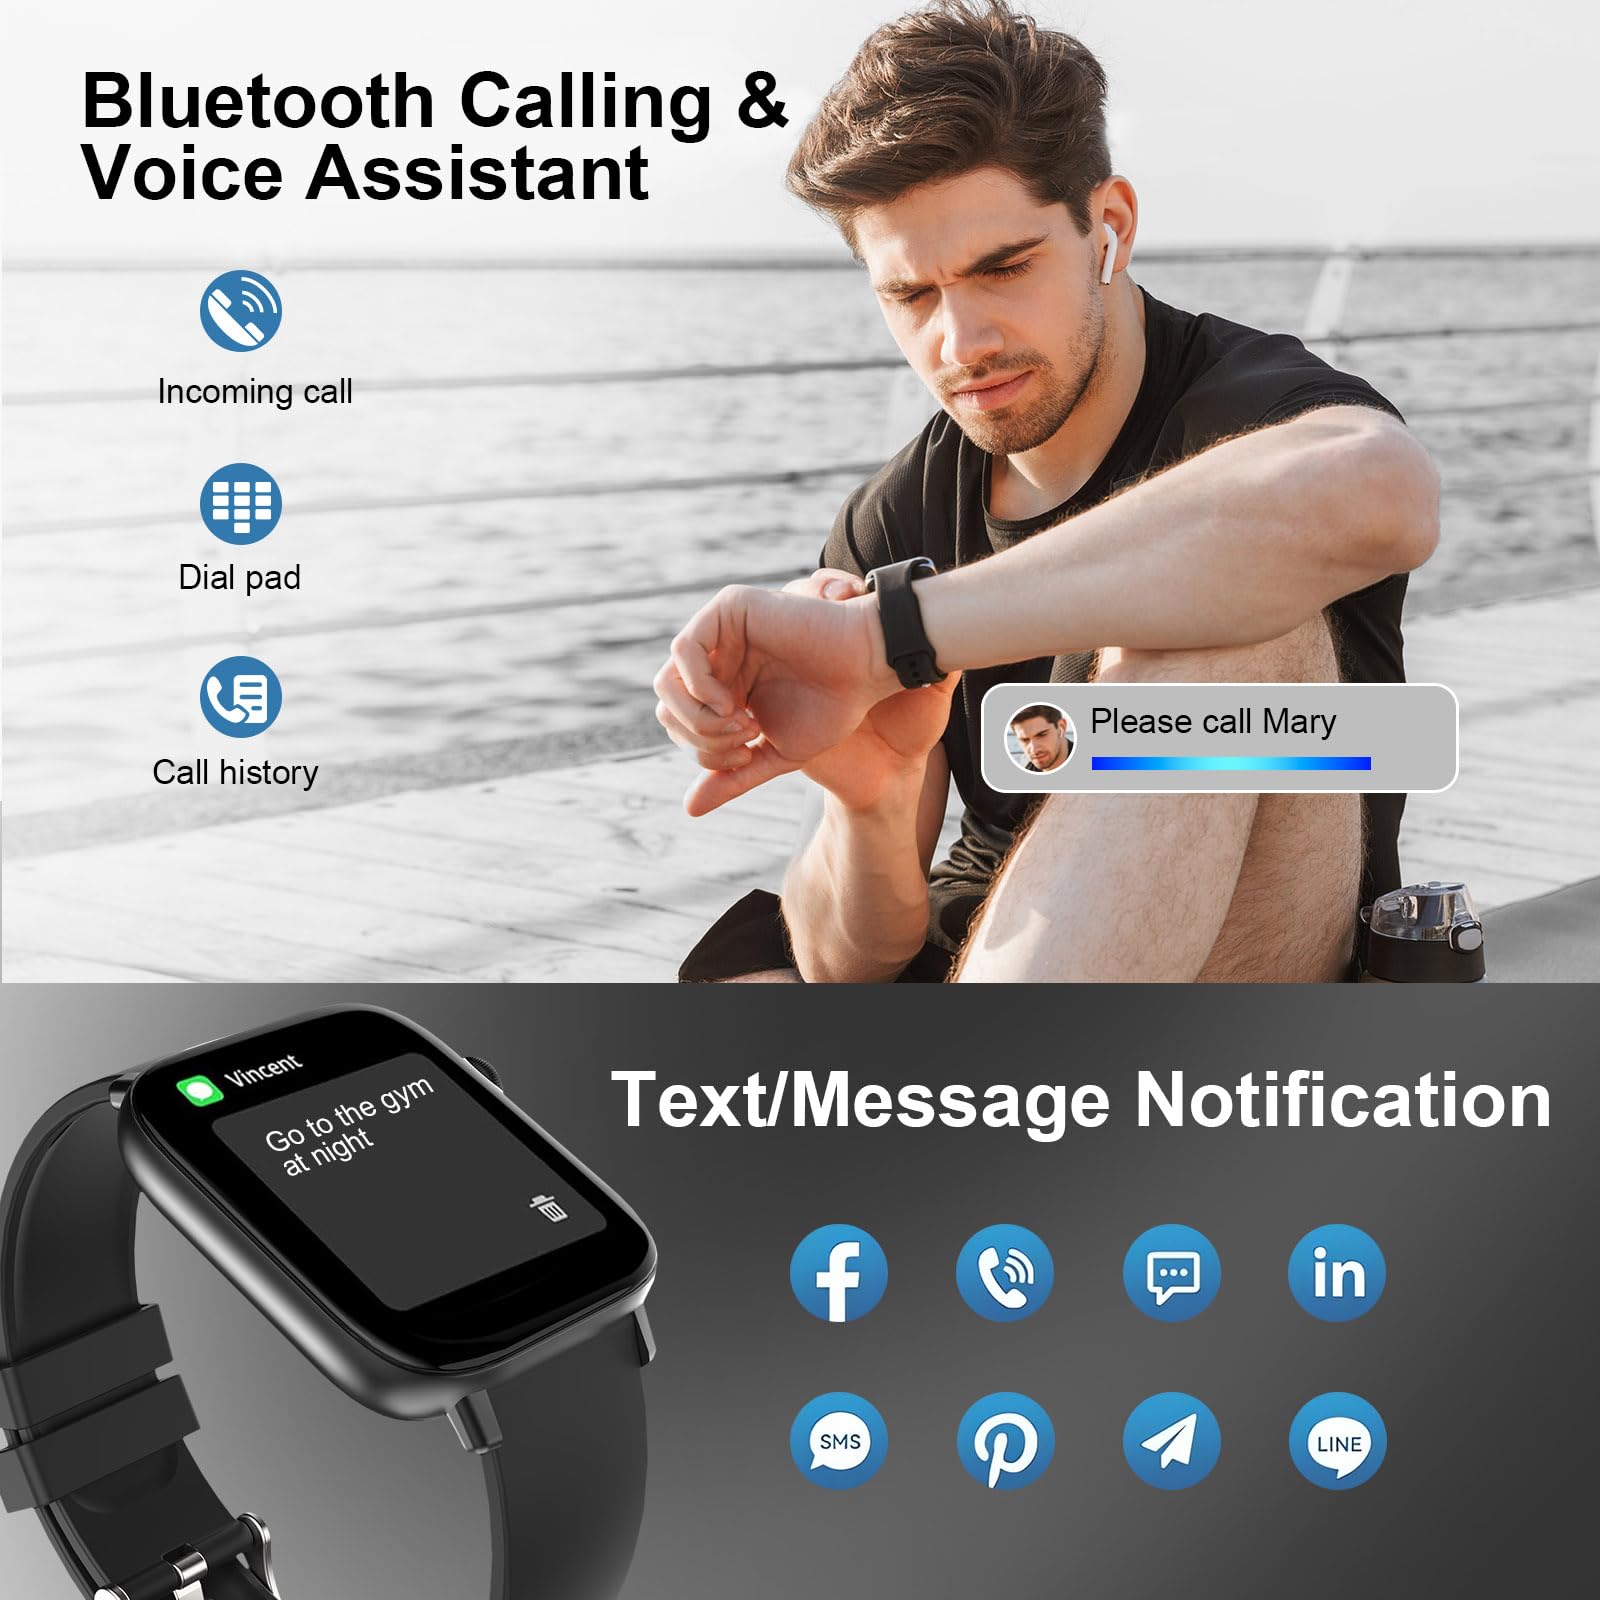 Bluetooth Calling &
Voice Assistant
Incoming call
Dial pad
Call history
Please call Mary
Vincent
Go to the gym
at night
Text/Message Notification
f
in
SMS
LINE